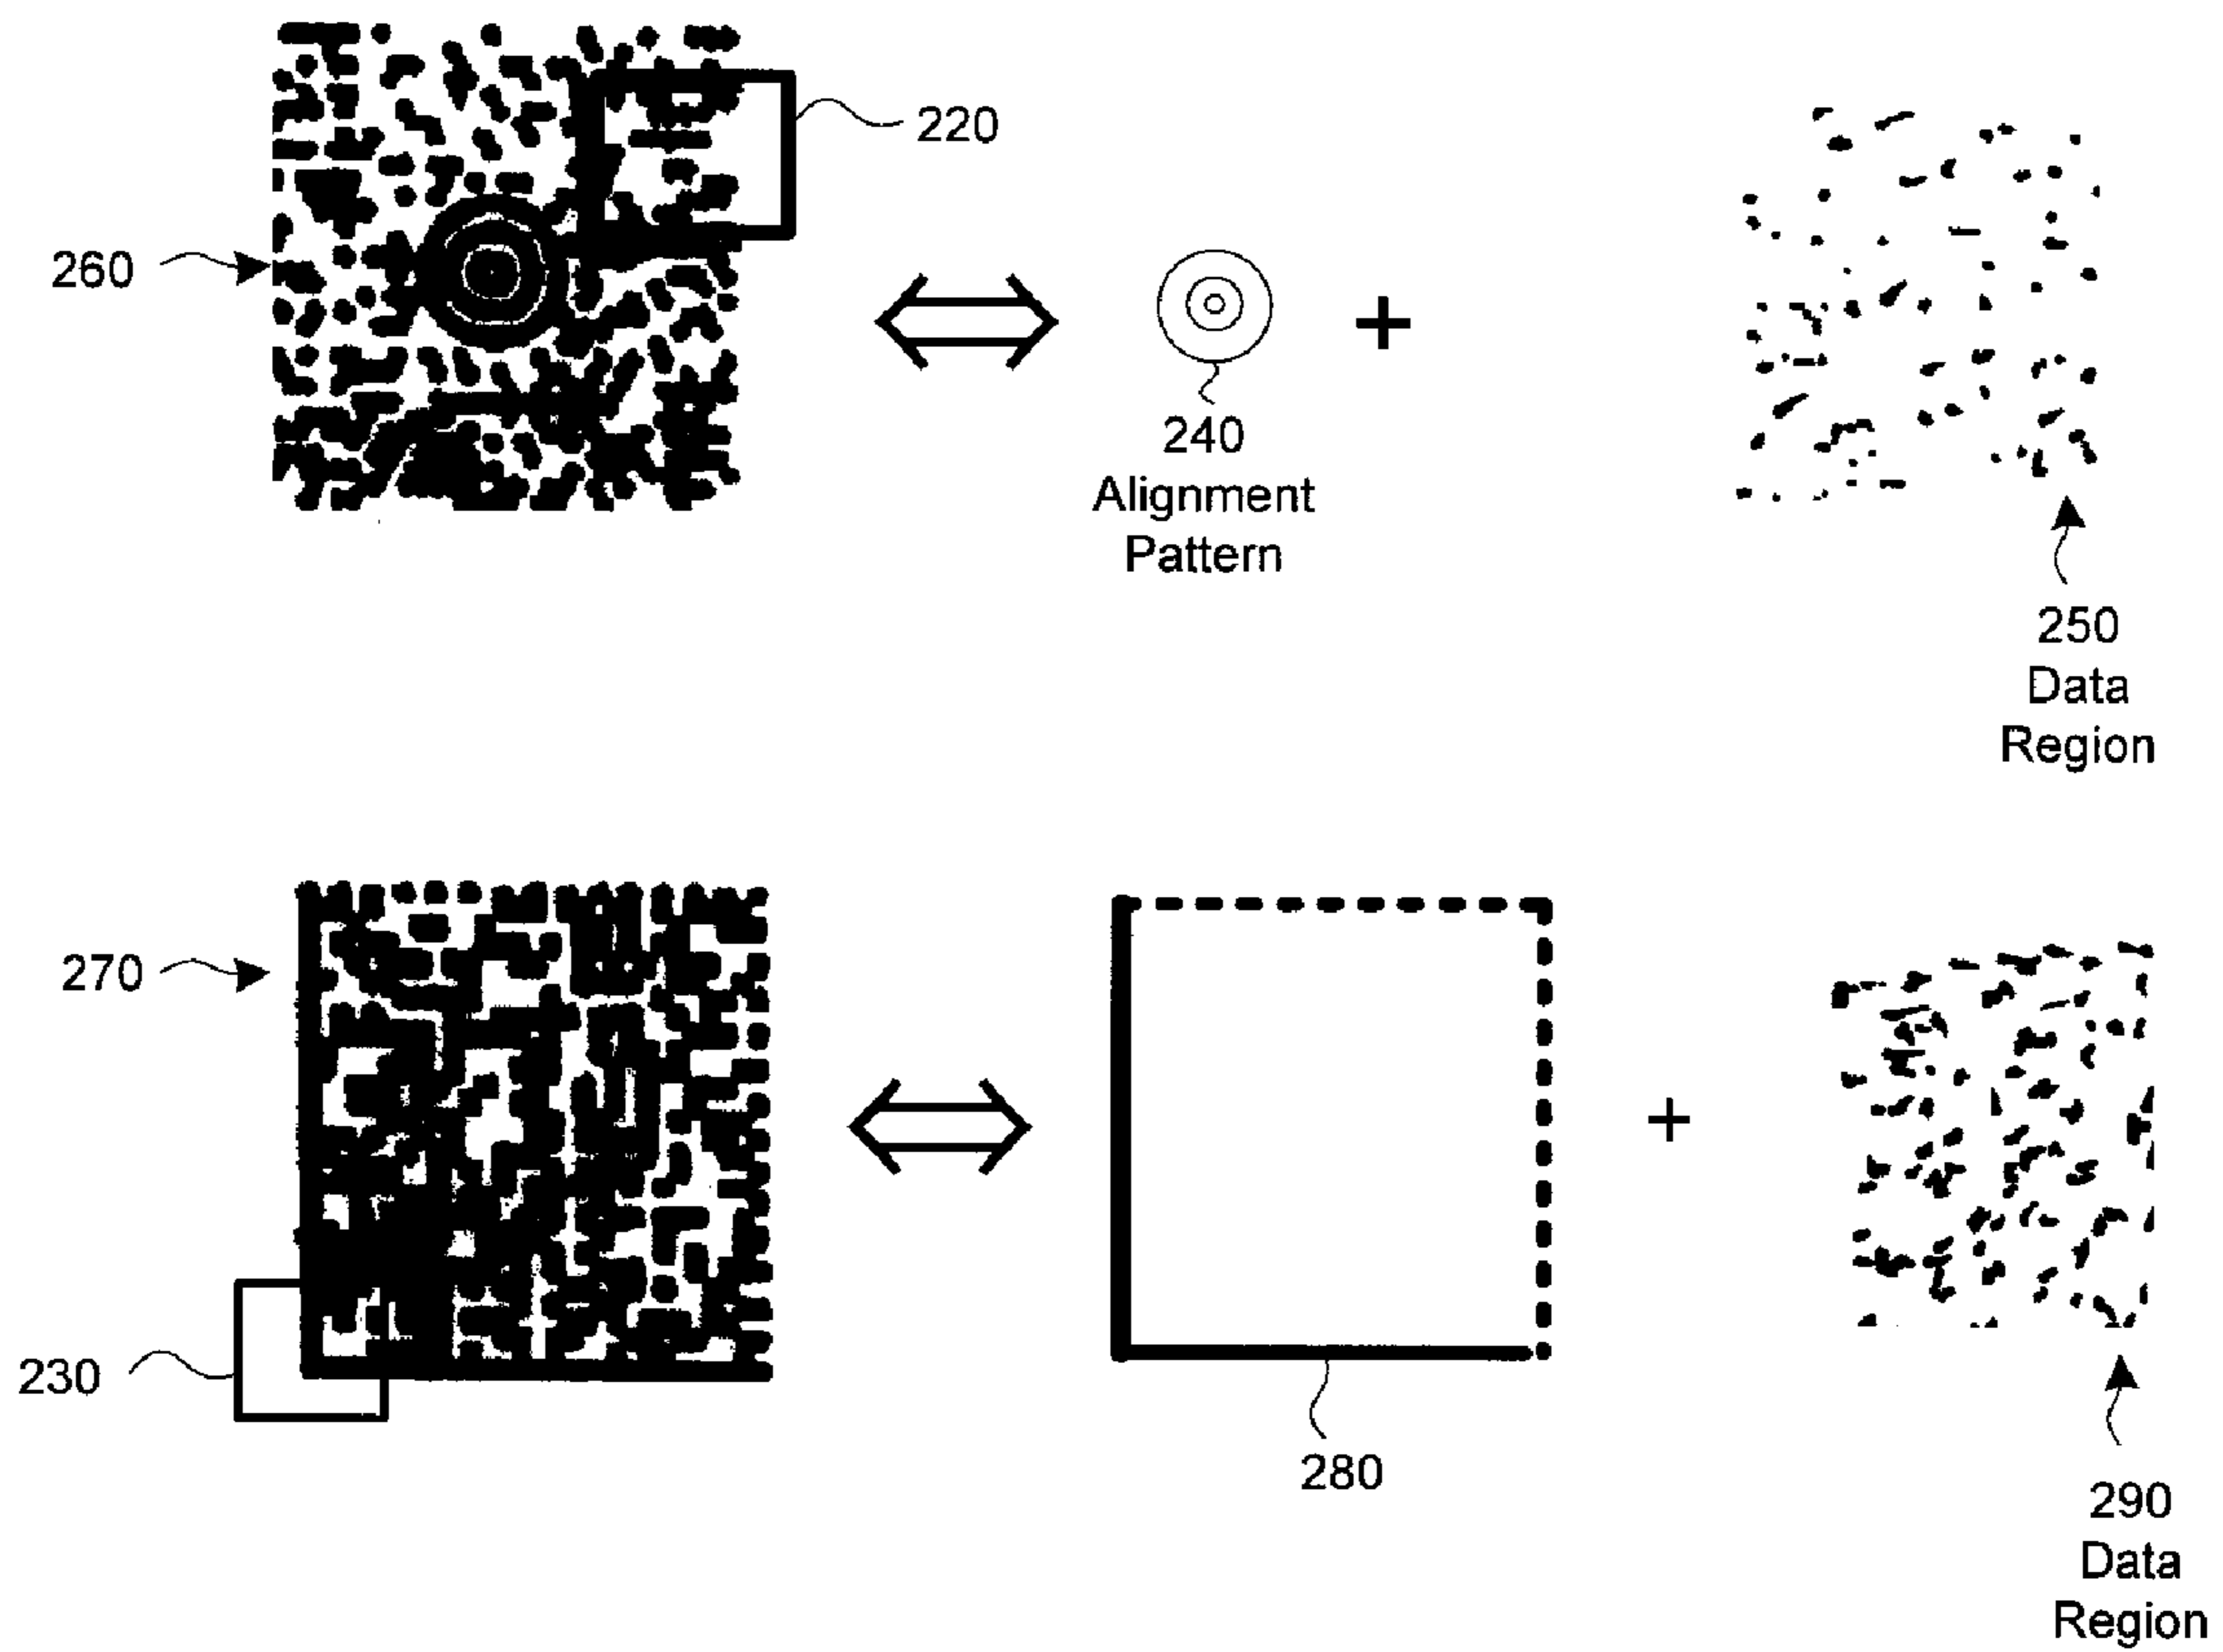 220
260
+
240
Alignment
Pattern
250
Data
Region
270
+
230
280
290
Data
Region